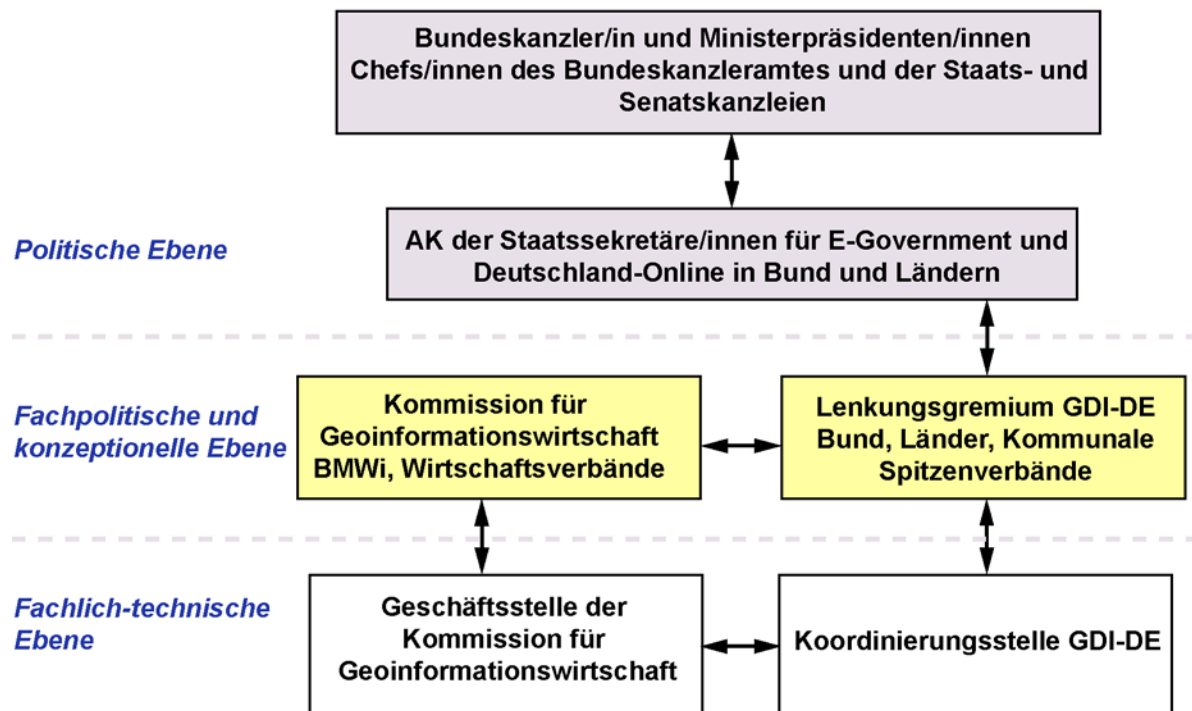 Bundeskanzler/in und Ministerpräsidenten/innen
Chefs/innen des Bundeskanzleramtes und der Staats- und
Senatskanzleien
Politische Ebene
AK der Staatssekretäre/innen für E-Government und
Deutschland-Online in Bund und Ländern
Fachpolitische und
konzeptionelle Ebene
Kommission für
Geoinformationswirtschaft
BMWi, Wirtschaftsverbände
Lenkungsgremium GDI-DE
Bund, Länder, Kommunale
Spitzenverbände
Fachlich-technische
Ebene
Geschäftsstelle der
Kommission für
Geoinformationswirtschaft
Koordinierungsstelle GDI-DE